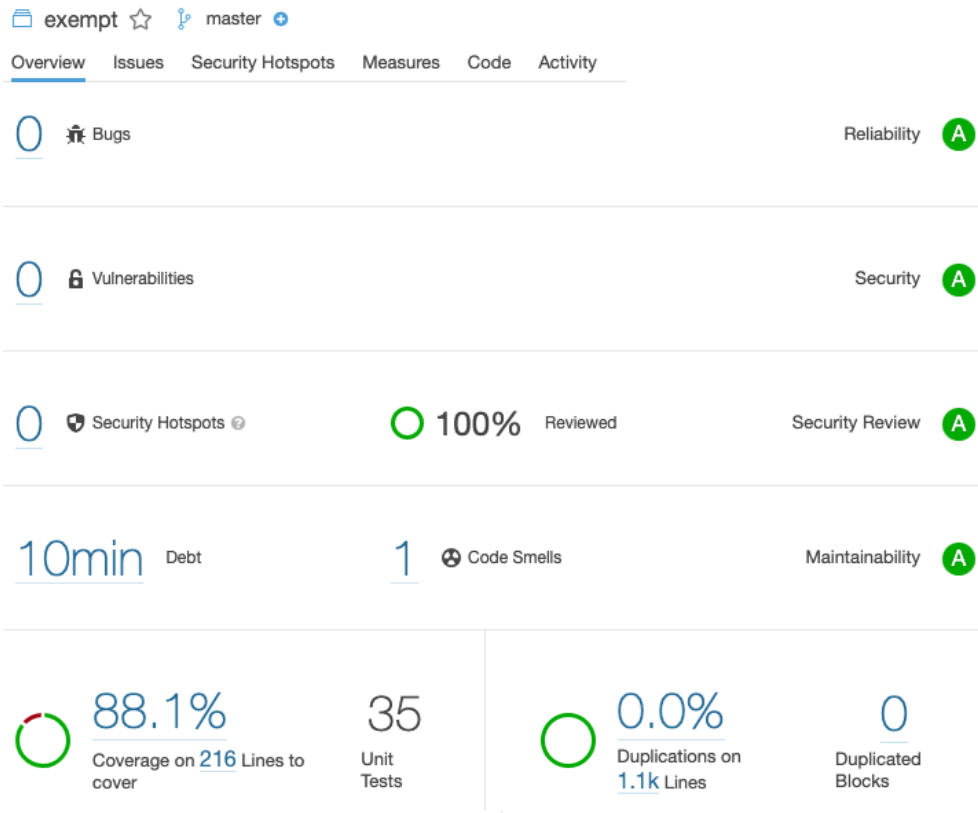 exempt master
Overview Issues Security Hotspots Measures Code Activity
0 Bugs Reliability A
0 Vulnerabilities Security A
0 Security Hotspots ? 100% Reviewed Security Review A
10min Debt 1 Code Smells Maintainability A
88.1%
Coverage on 216 Lines to
cover
35
Unit
Tests
0.0%
Duplications on
1.1k Lines
0
Duplicated
Blocks